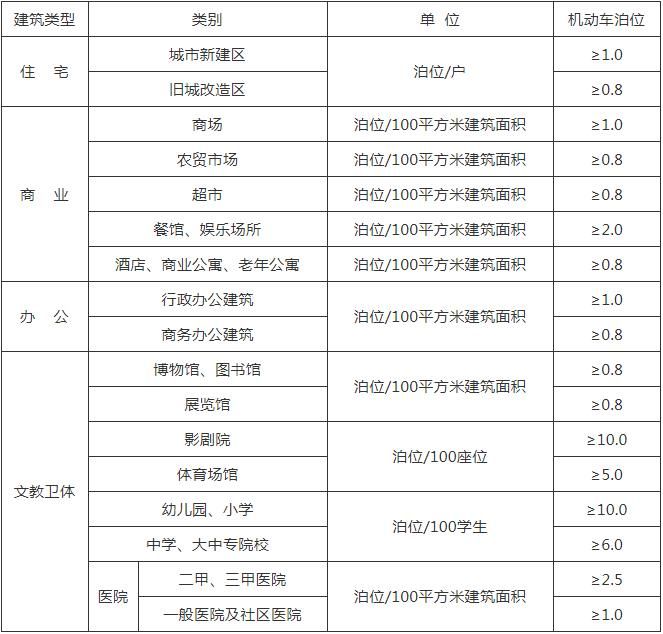 建筑类型 类别 单 位 机动车泊位
住 宅 城市新建区 泊位/户 ≥1.0
旧城改造区 ≥0.8
商 业 商场 泊位/100平方米建筑面积 ≥1.0
农贸市场 泊位/100平方米建筑面积 ≥0.8
超市 泊位/100平方米建筑面积 ≥0.8
餐馆、娱乐场所 泊位/100平方米建筑面积 ≥2.0
酒店、商业公寓、老年公寓 泊位/100平方米建筑面积 ≥0.8
办 公 行政办公建筑 泊位/100平方米建筑面积 ≥1.0
商务办公建筑 ≥0.8
文教卫体 博物馆、图书馆 泊位/100平方米建筑面积 ≥0.8
展览馆 ≥0.8
影剧院 泊位/100座位 ≥10.0
体育场馆 ≥5.0
幼儿园、小学 泊位/100学生 ≥10.0
中学、大中专院校 ≥6.0
医院 二甲、三甲医院 泊位/100平方米建筑面积 ≥2.5
一般医院及社区医院 ≥1.0